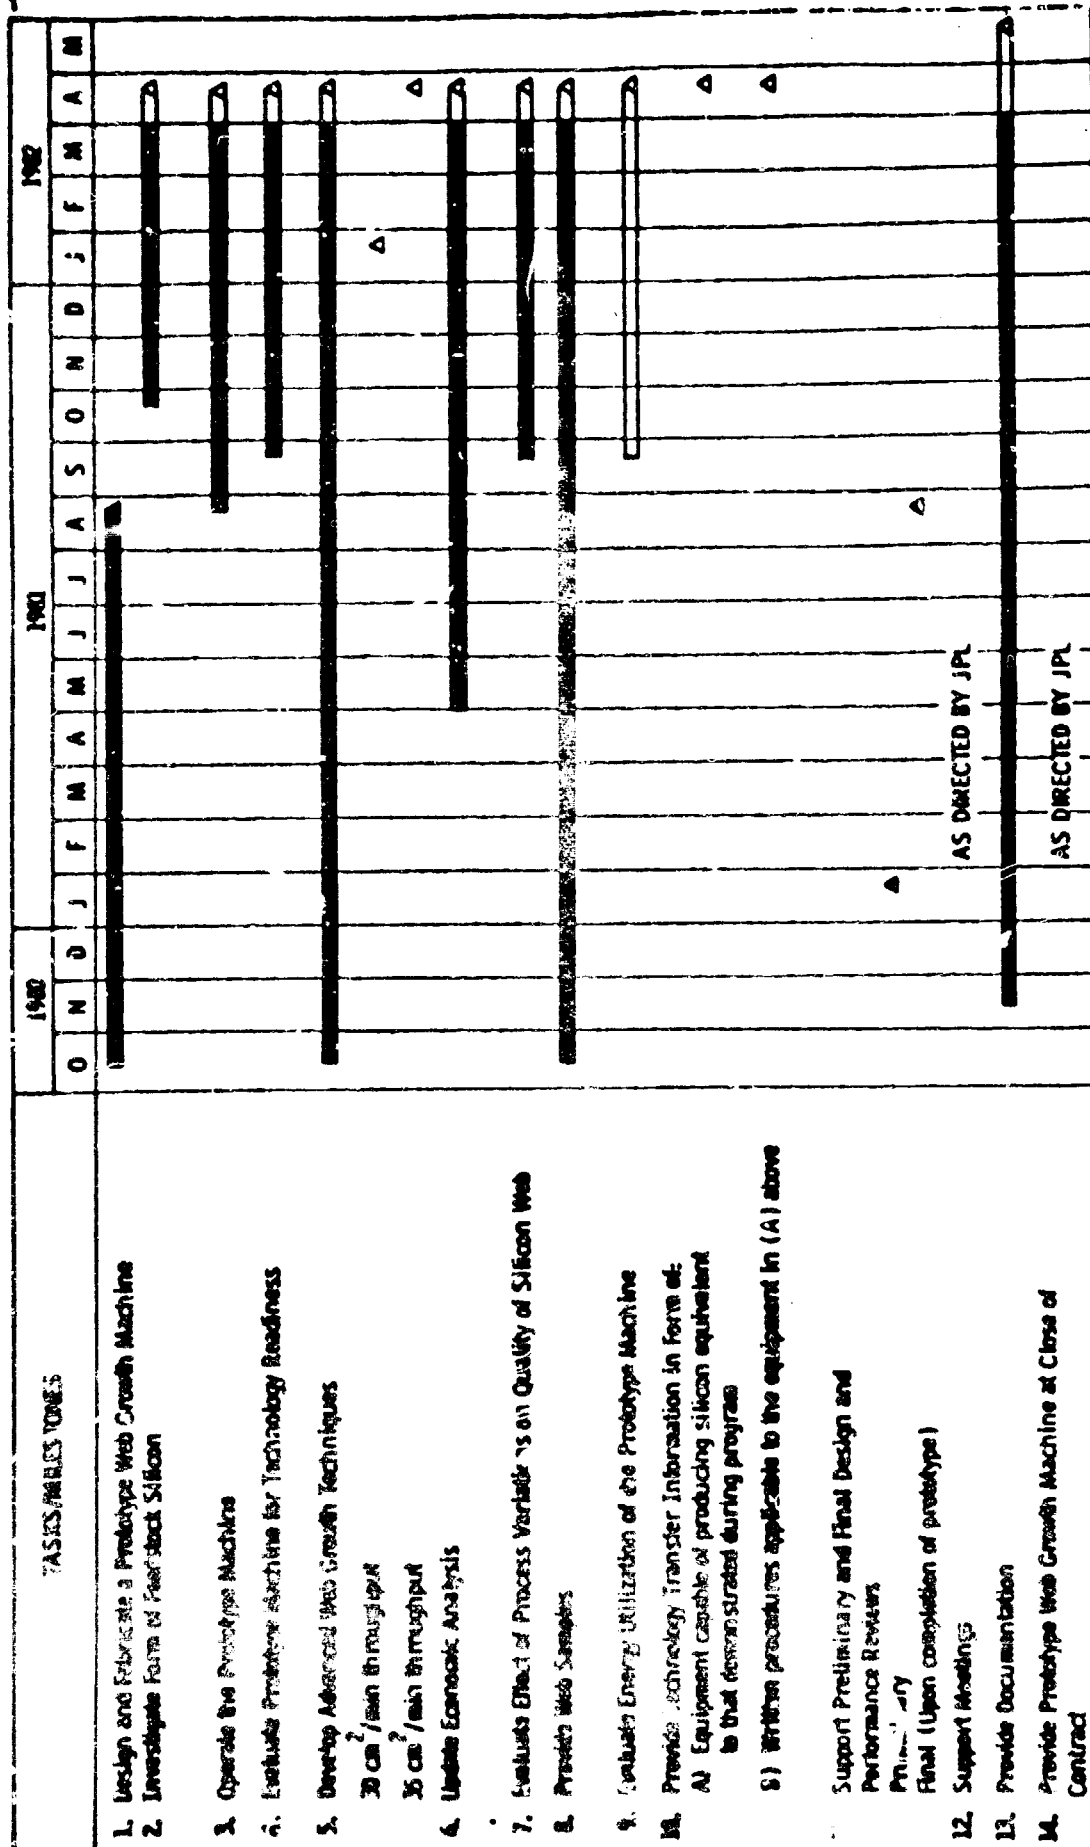 TASKS/MILESTONES
1980
1981
1982
O N D J F M A M J J A S O N D J F M A M
1. Design and Fabricate a Prototype Web Growth Machine
2. Investigate Form of Feedstock Silicon
3. Operate the Prototype Machine
4. Evaluate Prototype Machine for Technology Readiness
5. Develop Advanced Web Growth Techniques
30 cm²/min throughput
35 cm²/min throughput
6. Update Economic Analysis
7. Evaluate Effect of Process Variations on Quality of Silicon Web
8. Provide Web Samples
9. Evaluate Energy Utilization of the Prototype Machine
10. Provide Technology Transfer Information in Form of:
A) Equipment capable of producing silicon equivalent
to that demonstrated during program
B) Written procedures applicable to the equipment in (A) above
Support Preliminary and Final Design and
Performance Reviews
Preliminary
Final (Upon completion of prototype)
12. Support Meetings
AS DIRECTED BY JPL
13. Provide Documentation
14. Provide Prototype Web Growth Machine at Close of
Contract
AS DIRECTED BY JPL